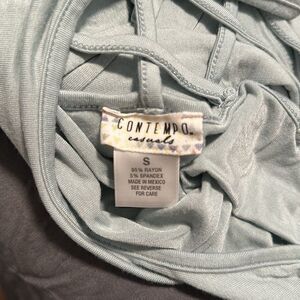 CONTEMPO
casuals
S
95% RAYON
5% SPANDEX
MADE IN MEXICO
SEE REVERSE
FOR CARE